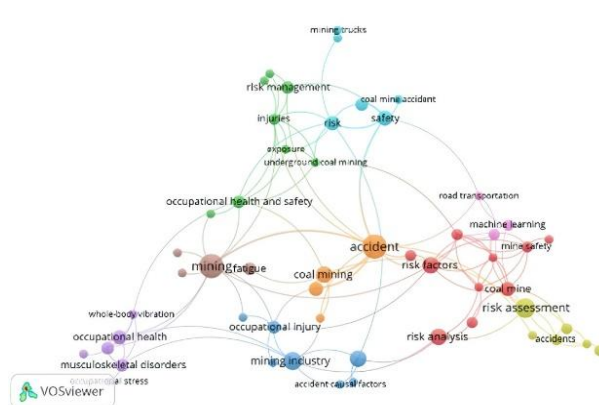 mining trucks
risk management
coal mine accident
injuries
risk
safety
exposure
underground coal mining
road transportation
occupational health and safety
machine learning
accident
mine safety
mining
fatigue
coal mining
risk factors
coal mine
risk assessment
whole-body vibration
occupational injury
occupational health
risk analysis
accidents
mining industry
musculoskeletal disorders
occupational stress
accident causal factors
VOSviewer